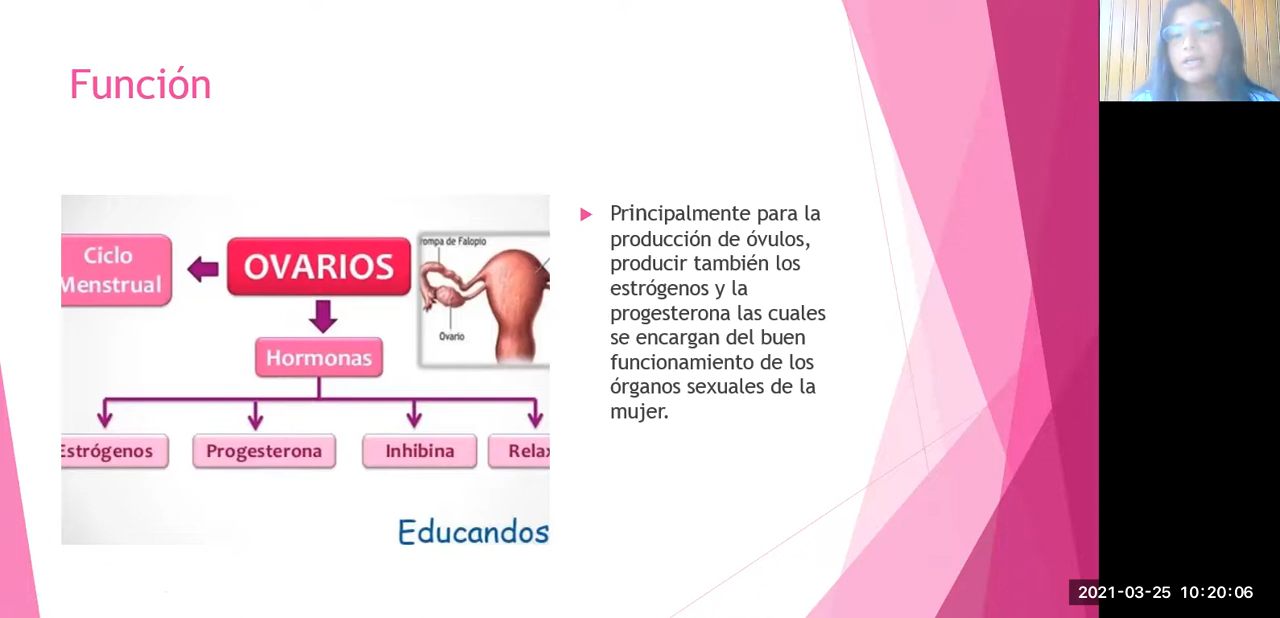 Función
Ciclo
Menstrual
OVARIOS
rompa de Falopio
Ovario
Hormonas
Estrógenos
Progesterona
Inhibina
Relax
Educandos
Principalmente para la
producción de óvulos,
producir también los
estrógenos y la
progesterona las cuales
se encargan del buen
funcionamiento de los
órganos sexuales de la
mujer.
2021-03-25 10:20:06